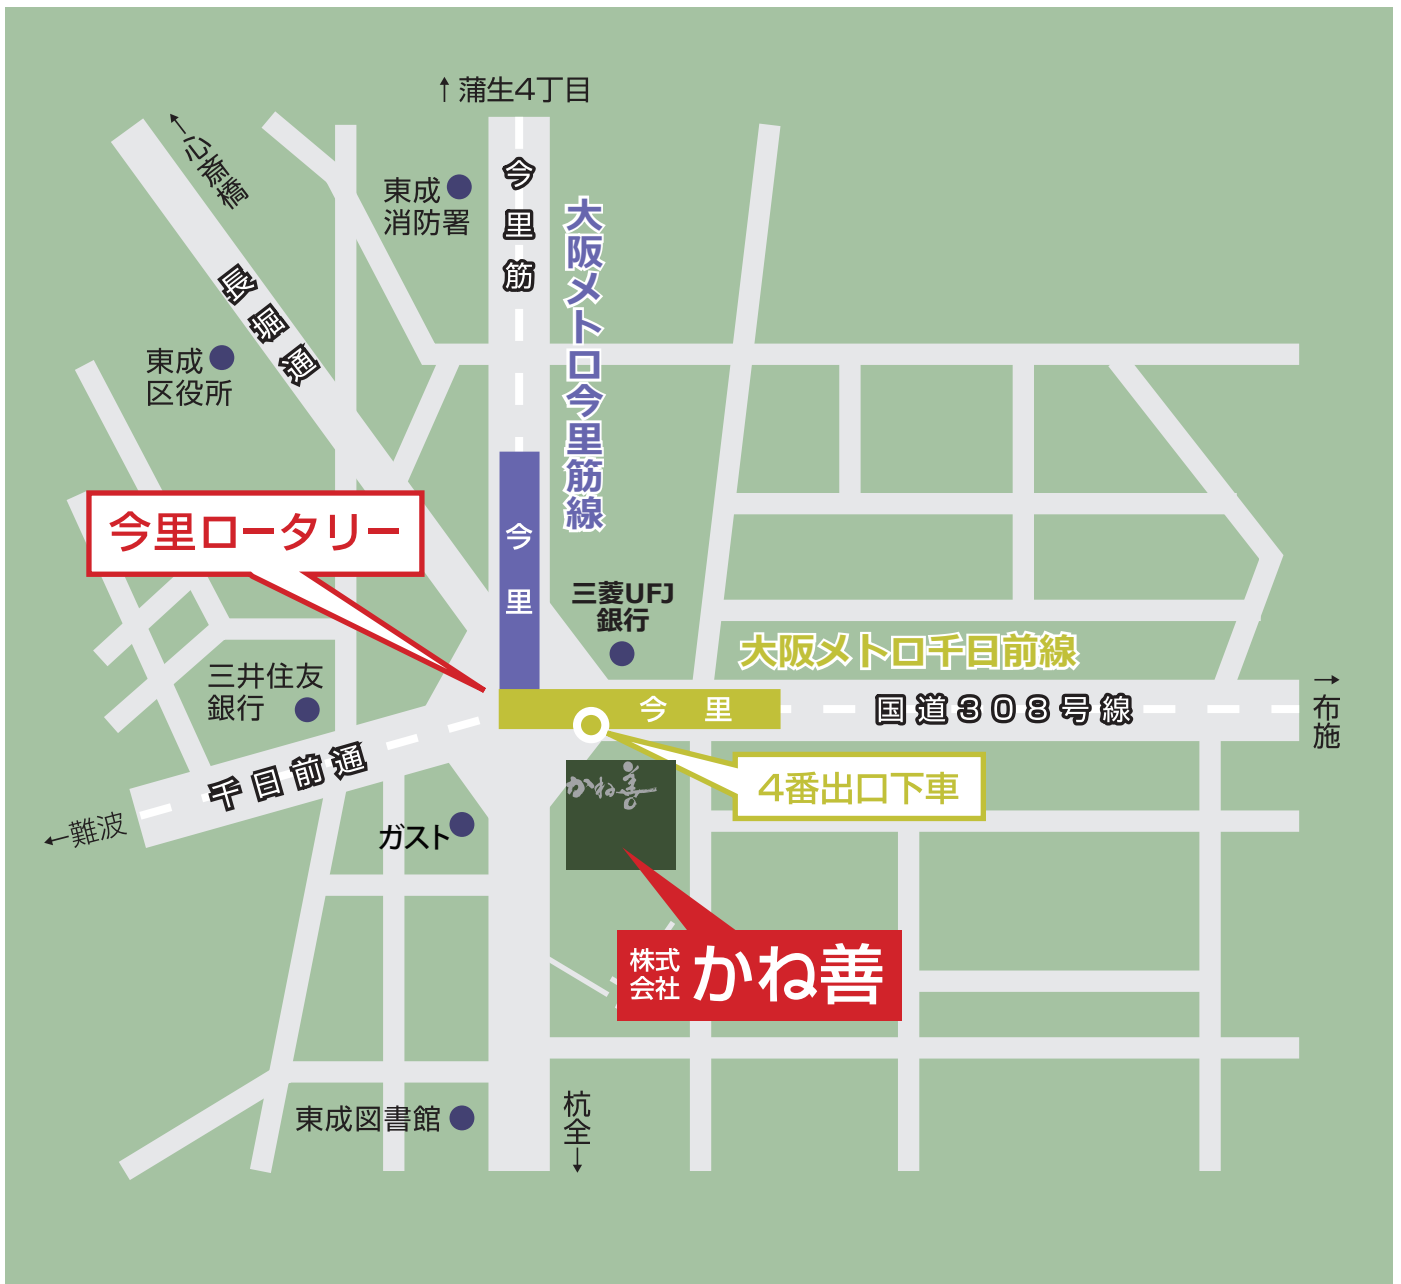 ↑蒲生4丁目
←心斎橋
東成
消防署
今里筋
大阪メトロ今里筋線
長堀通
東成
区役所
今里ロータリー
今里
三菱UFJ
銀行
大阪メトロ千日前線
三井住友
銀行
今里
国道308号線
→
布施
千日前通
4番出口下車
←難波
ガスト
かね善
株式
会社
かね善
東成図書館
杭全
↓